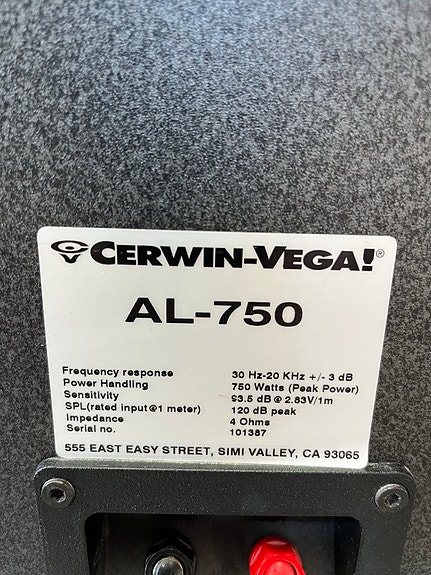 CERWIN-VEGA!®
AL-750
Frequency response 30 Hz-20 KHz +/- 3 dB
Power Handling 750 Watts (Peak Power)
Sensitivity 93.5 dB @ 2.83V/1m
SPL(rated input@1 meter) 120 dB peak
Impedance 4 Ohms
Serial no. 101387
555 EAST EASY STREET, SIMI VALLEY, CA 93065